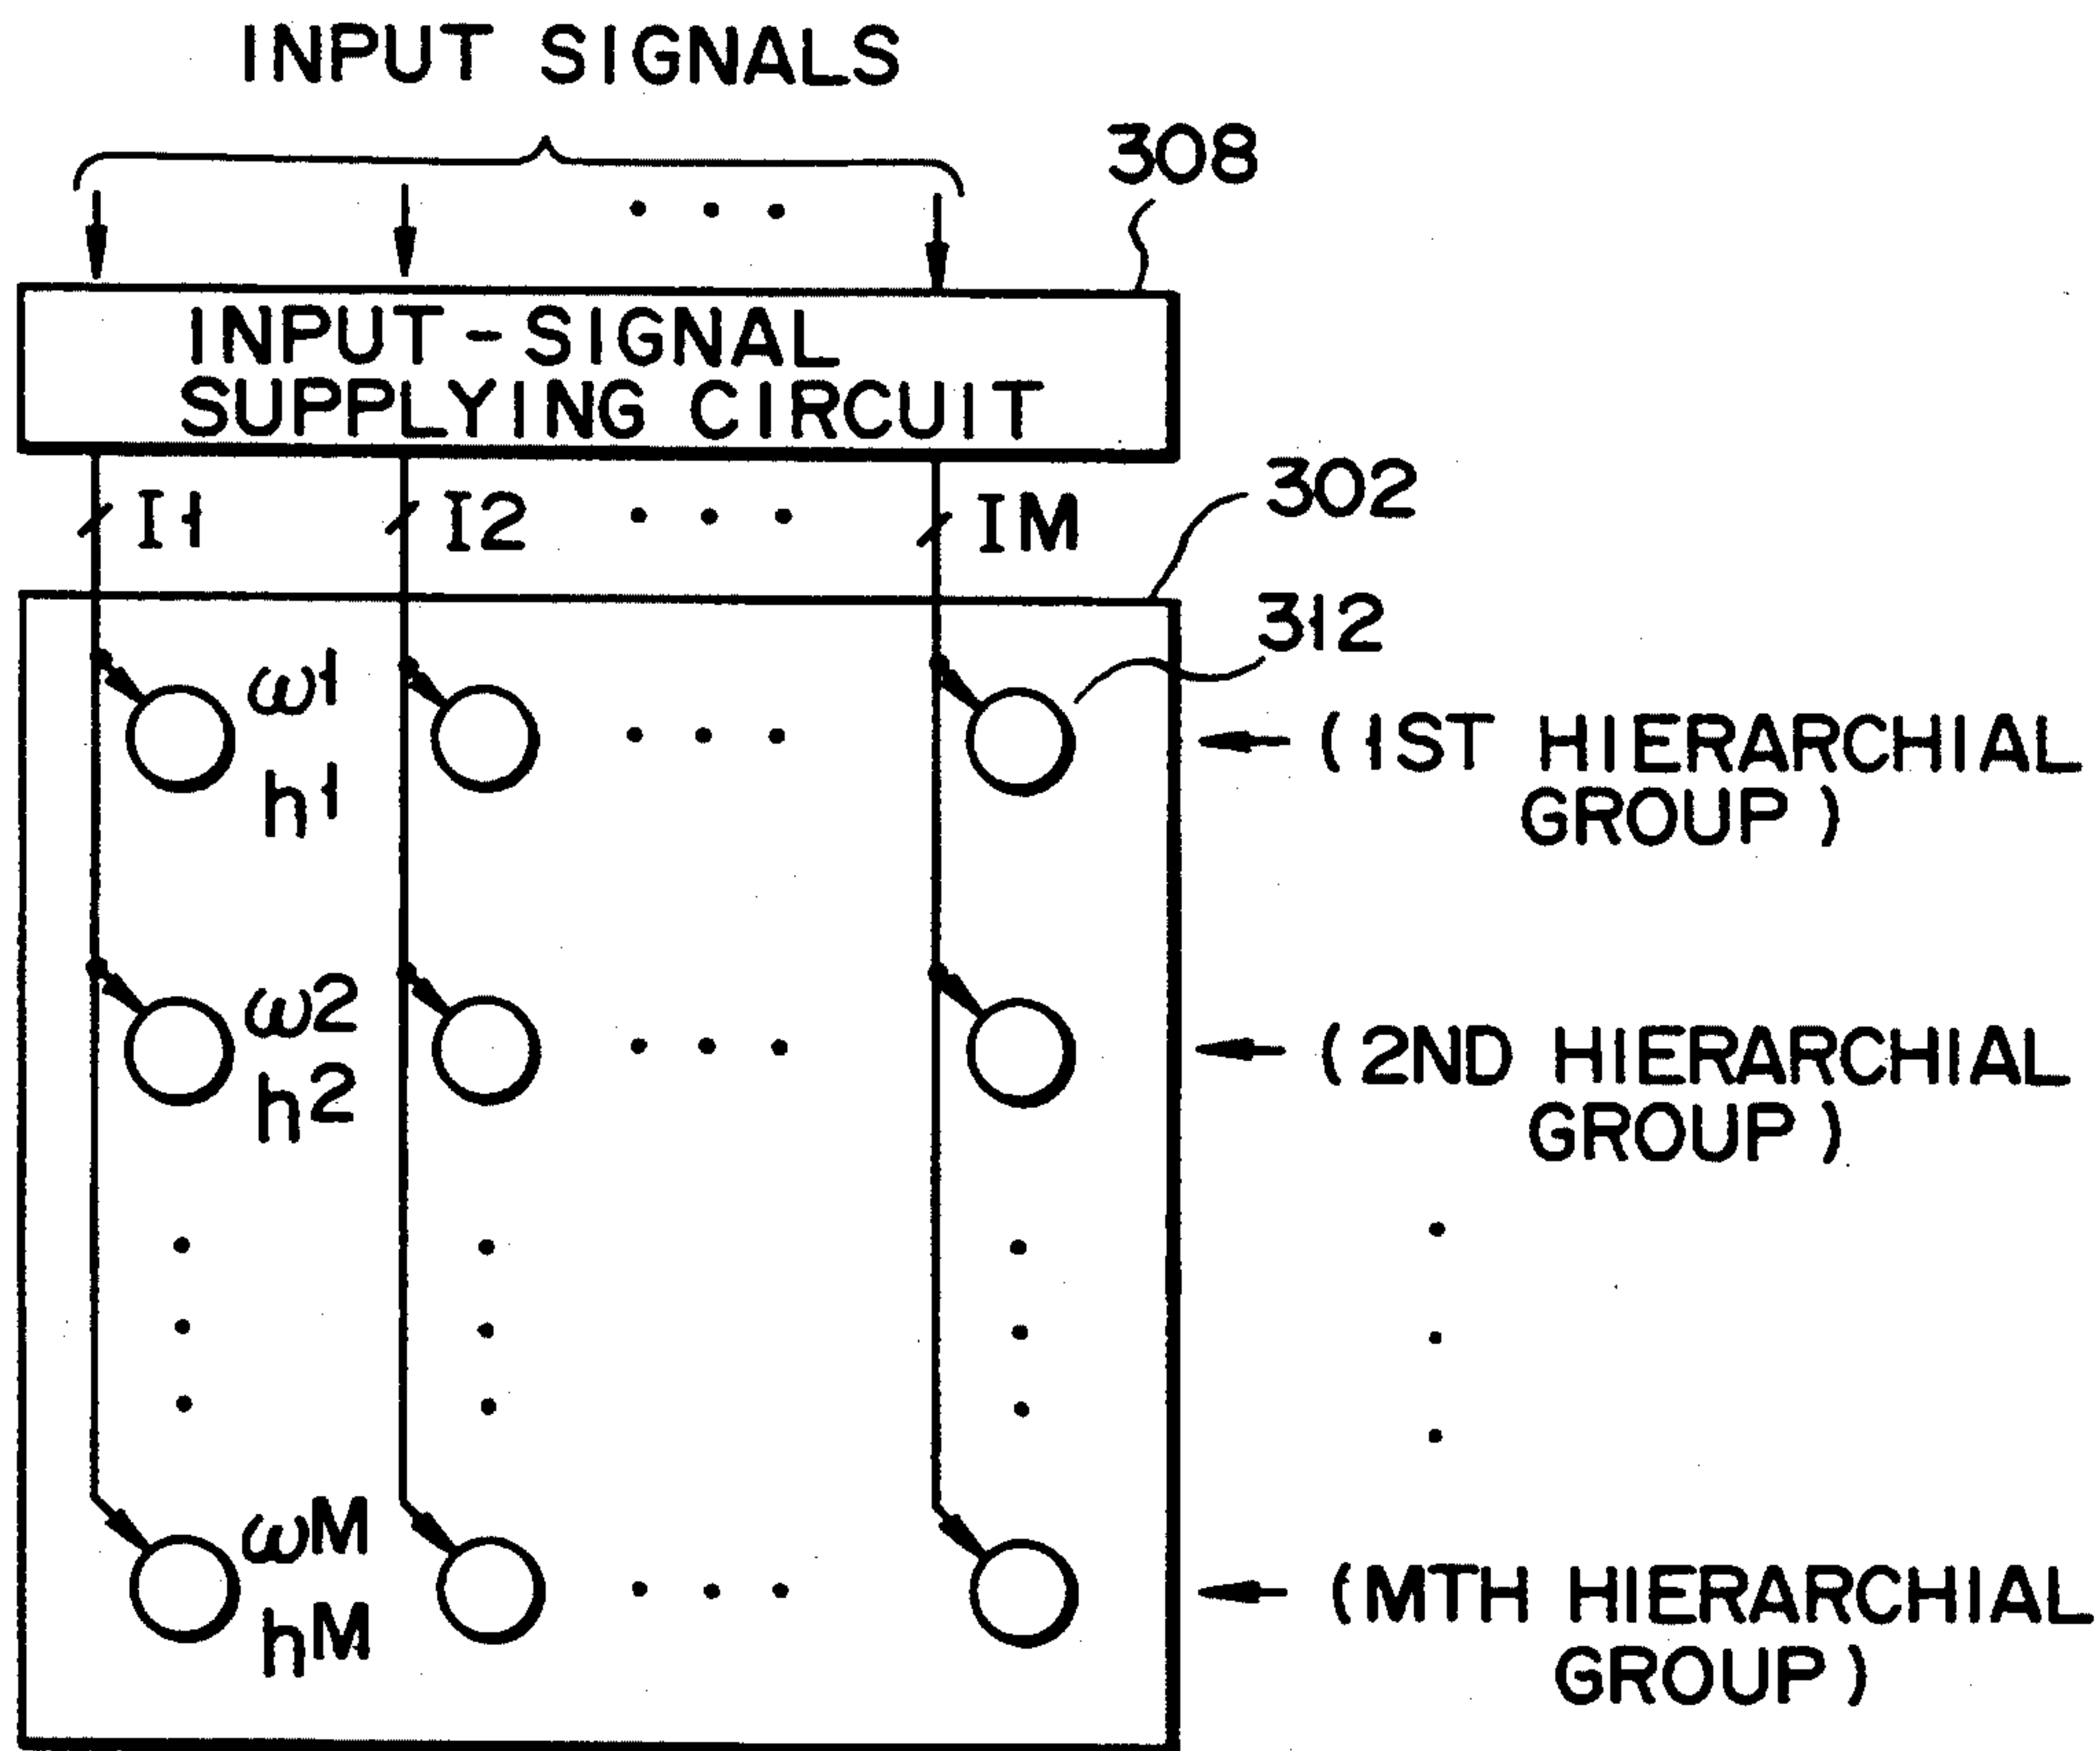 INPUT SIGNALS
308
INPUT-SIGNAL
SUPPLYING CIRCUIT
I1 I2 IM
302
312
ω1
h1
(1ST HIERARCHIAL
GROUP)
ω2
h2
(2ND HIERARCHIAL
GROUP)
ωM
hM
(MTH HIERARCHIAL
GROUP)